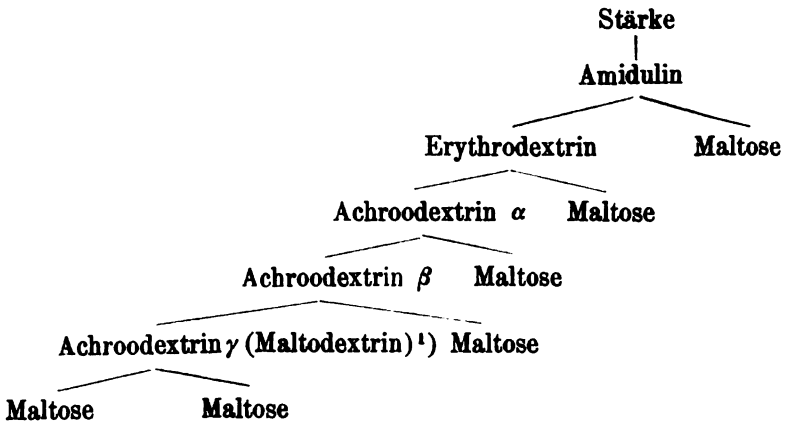 Stärke
Amidulin
Erythrodextrin Maltose
Achroodextrin α Maltose
Achroodextrin β Maltose
Achroodextrin γ (Maltodextrin)¹) Maltose
Maltose Maltose